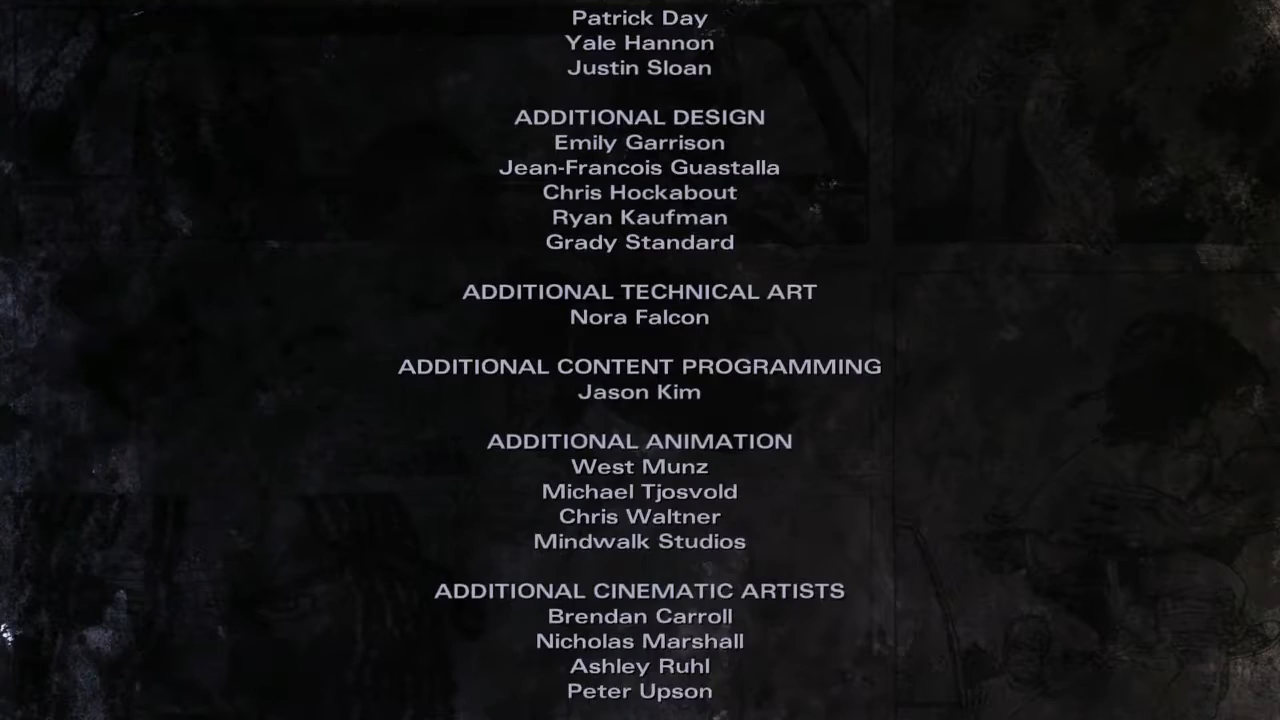 Patrick Day
Yale Hannon
Justin Sloan
ADDITIONAL DESIGN
Emily Garrison
Jean-Francois Guastalla
Chris Hockabout
Ryan Kaufman
Grady Standard
ADDITIONAL TECHNICAL ART
Nora Falcon
ADDITIONAL CONTENT PROGRAMMING
Jason Kim
ADDITIONAL ANIMATION
West Munz
Michael Tjosvold
Chris Waltner
Mindwalk Studios
ADDITIONAL CINEMATIC ARTISTS
Brendan Carroll
Nicholas Marshall
Ashley Ruhl
Peter Upson